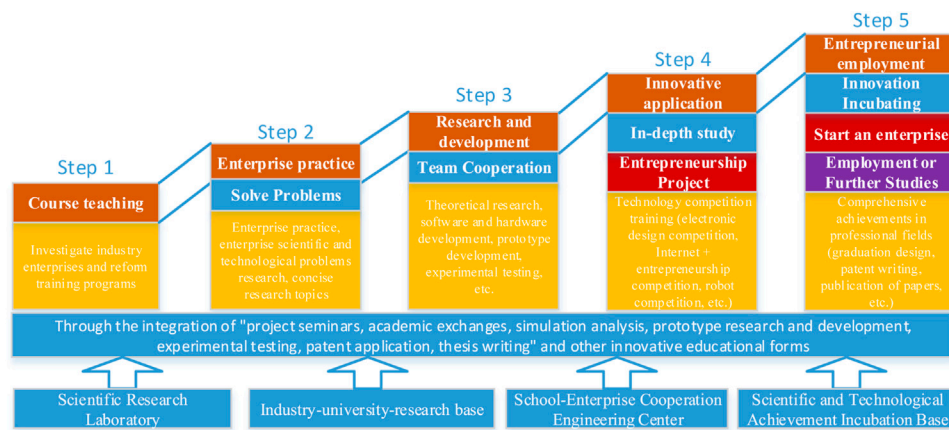 Step 1
Course teaching
Investigate industry
enterprises and reform
training programs
Step 2
Enterprise practice
Solve Problems
Enterprise practice,
enterprise scientific and
technological problems
research, concise
research topics
Step 3
Research and
development
Team Cooperation
Theoretical research,
software and hardware
development, prototype
development,
experimental testing,
etc.
Step 4
Innovative
application
In-depth study
Entrepreneurship
Project
Technology competition
training (electronic
design competition,
Internet +
entrepreneurship
competition, robot
competition, etc.)
Step 5
Entrepreneurial
employment
Innovation
Incubating
Start an enterprise
Employment or
Further Studies
Comprehensive
achievements in
professional fields
(graduation design,
patent writing,
publication of papers,
etc.)
Through the integration of "project seminars, academic exchanges, simulation analysis, prototype research and development,
experimental testing, patent application, thesis writing" and other innovative educational forms
Scientific Research
Laboratory
Industry-university-research base
School-Enterprise Cooperation
Engineering Center
Scientific and Technological
Achievement Incubation Base